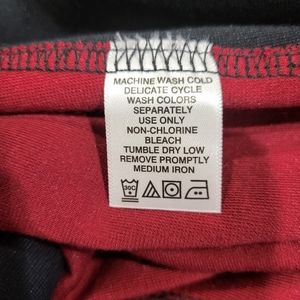 MACHINE WASH COLD
DELICATE CYCLE
WASH COLORS
SEPARATELY
USE ONLY
NON-CHLORINE
BLEACH
TUMBLE DRY LOW
REMOVE PROMPTLY
MEDIUM IRON
30C